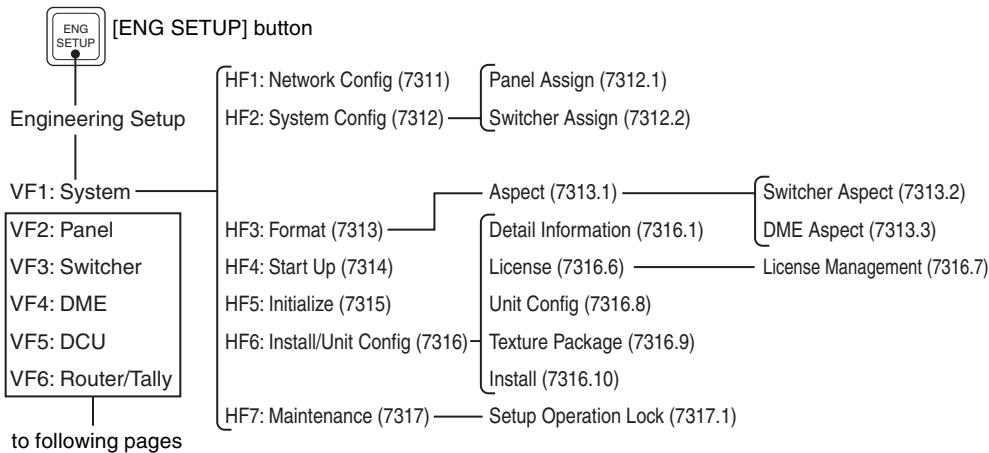 ENG
SETUP
[ENG SETUP] button
Engineering Setup
VF1: System
VF2: Panel
VF3: Switcher
VF4: DME
VF5: DCU
VF6: Router/Tally
to following pages
HF1: Network Config (7311)
HF2: System Config (7312)
HF3: Format (7313)
HF4: Start Up (7314)
HF5: Initialize (7315)
HF6: Install/Unit Config (7316)
HF7: Maintenance (7317)
Panel Assign (7312.1)
Switcher Assign (7312.2)
Aspect (7313.1)
Detail Information (7316.1)
License (7316.6)
Unit Config (7316.8)
Texture Package (7316.9)
Install (7316.10)
Setup Operation Lock (7317.1)
Switcher Aspect (7313.2)
DME Aspect (7313.3)
License Management (7316.7)